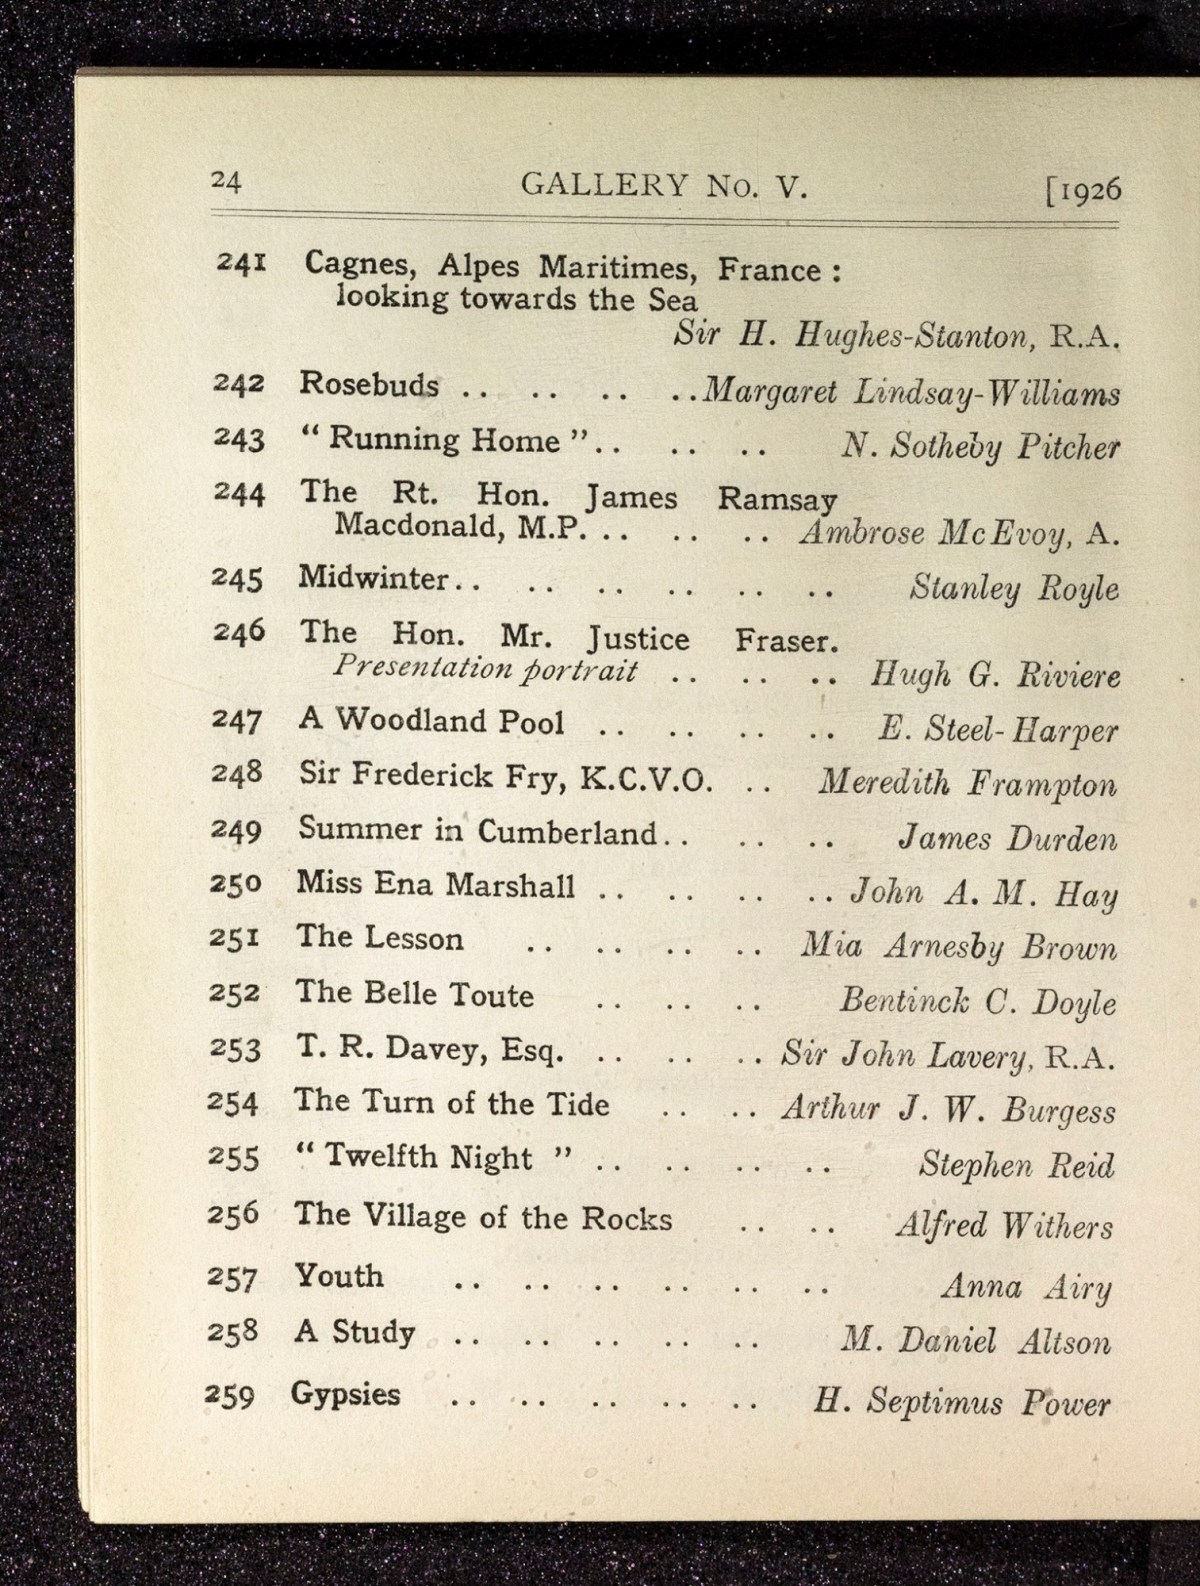 24 GALLERY No. V. [1926
241 Cagnes, Alpes Maritimes, France :
looking towards the Sea
Sir H. Hughes-Stanton, R.A.
242 Rosebuds .. .. .. ..Margaret Lindsay-Williams
243 “ Running Home ”.. .. .. N. Sotheby Pitcher
244 The Rt. Hon. James Ramsay
Macdonald, M.P. .. .. .. Ambrose McEvoy, A.
245 Midwinter.. .. .. .. .. .. Stanley Royle
246 The Hon. Mr. Justice Fraser.
Presentation portrait .. .. .. Hugh G. Riviere
247 A Woodland Pool .. .. .. .. E. Steel-Harper
248 Sir Frederick Fry, K.C.V.O. .. Meredith Frampton
249 Summer in Cumberland.. .. .. James Durden
250 Miss Ena Marshall .. .. .. .. John A. M. Hay
251 The Lesson .. .. .. .. Mia Arnesby Brown
252 The Belle Toute .. .. .. Bentinck C. Doyle
253 T. R. Davey, Esq. .. .. .. Sir John Lavery, R.A.
254 The Turn of the Tide .. .. Arthur J. W. Burgess
255 “ Twelfth Night ” .. .. .. .. Stephen Reid
256 The Village of the Rocks .. .. Alfred Withers
257 Youth .. .. .. .. .. .. Anna Airy
258 A Study .. .. .. .. .. M. Daniel Altson
259 Gypsies .. .. .. .. .. H. Septimus Power